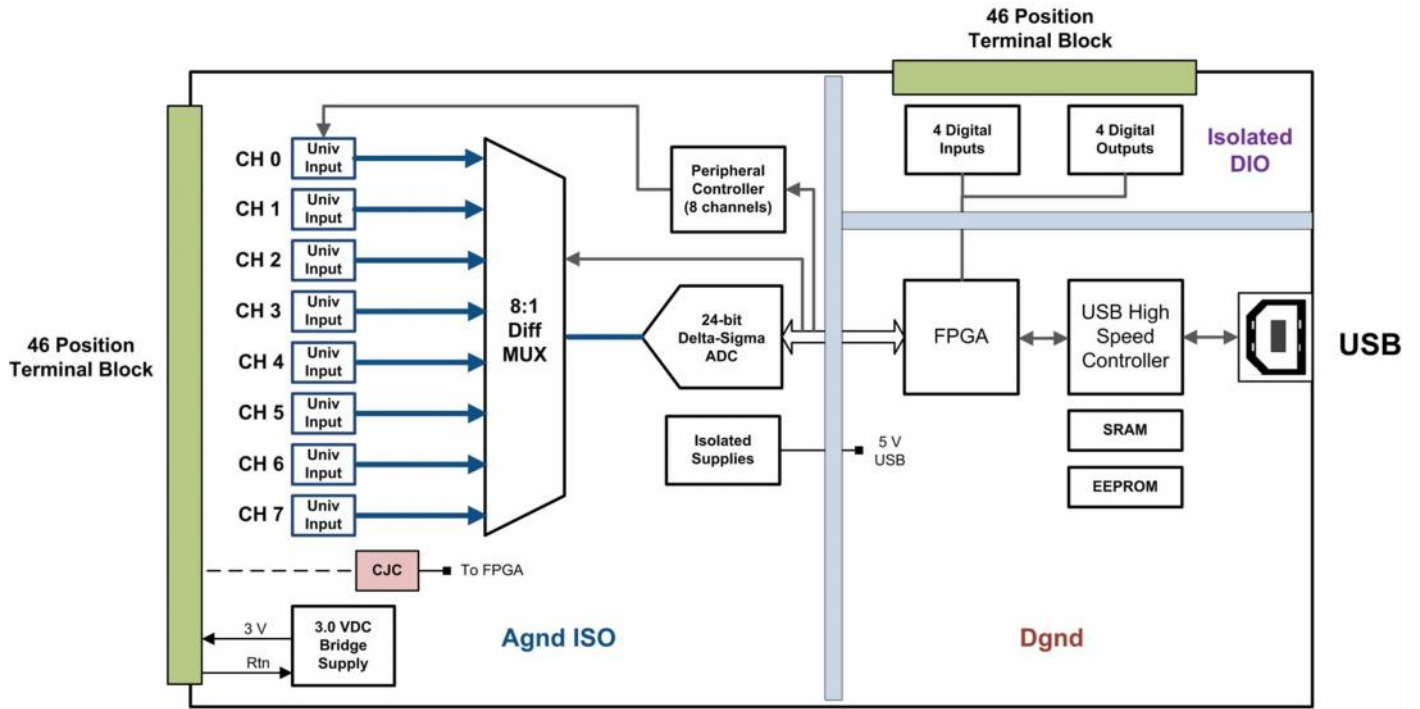 46 Position
Terminal Block
4 Digital
Inputs
4 Digital
Outputs
Isolated
DIO
CH 0
Univ
Input
CH 1
Univ
Input
CH 2
Univ
Input
CH 3
Univ
Input
CH 4
Univ
Input
CH 5
Univ
Input
CH 6
Univ
Input
CH 7
Univ
Input
Peripheral
Controller
(8 channels)
8:1
Diff
MUX
24-bit
Delta-Sigma
ADC
FPGA
USB High
Speed
Controller
USB
46 Position
Terminal Block
Isolated
Supplies
5 V
USB
SRAM
EEPROM
CJC
To FPGA
3 V
Rtn
3.0 VDC
Bridge
Supply
Agnd ISO
Dgnd